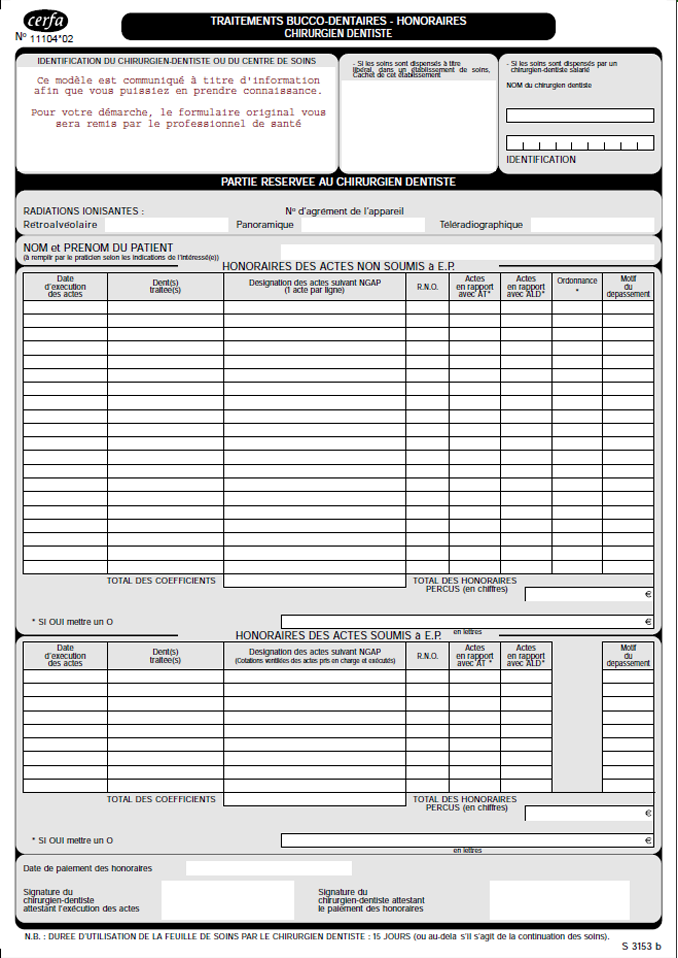 cerfa
N° 11104*02
TRAITEMENTS BUCCO-DENTAIRES - HONORAIRES
CHIRURGIEN DENTISTE
IDENTIFICATION DU CHIRURGIEN-DENTISTE OU DU CENTRE DE SOINS
Ce modèle est communiqué à titre d'information
afin que vous puissiez en prendre connaissance.
Pour votre démarche, le formulaire original vous
sera remis par le professionnel de santé
- Si les soins sont dispensés à titre
libéral, dans un établissement de soins,
Cachet de cet établissement
- Si les soins sont dispensés par un
chirurgien-dentiste salarié
NOM du chirurgien dentiste
IDENTIFICATION
PARTIE RESERVEE AU CHIRURGIEN DENTISTE
RADIATIONS IONISANTES :
N° d'agrément de l'appareil
Rétroalvéolaire
Panoramique
Téléradiographique
NOM et PRENOM DU PATIENT
(à remplir par le praticien selon les indications de l'intéressé(e))
HONORAIRES DES ACTES NON SOUMIS à E.P.
Date
d'exécution
des actes
Dent(s)
traitée(s)
Désignation des actes suivant NGAP
(1 acte par ligne)
R.N.O.
Actes
en rapport
avec AT*
Actes
en rapport
avec ALD*
Ordonnance
*
Motif
du
dépassement
TOTAL DES COEFFICIENTS
TOTAL DES HONORAIRES
PERCUS (en chiffres)
€
* SI OUI mettre un O
€
en lettres
HONORAIRES DES ACTES SOUMIS à E.P.
Date
d'exécution
des actes
Dent(s)
traitée(s)
Désignation des actes suivant NGAP
(Cotations ventilées des actes pris en charge et exécutés)
R.N.O.
Actes
en rapport
avec AT *
Actes
en rapport
avec ALD*
Motif
du
dépassement
TOTAL DES COEFFICIENTS
TOTAL DES HONORAIRES
PERCUS (en chiffres)
€
* SI OUI mettre un O
€
en lettres
Date de paiement des honoraires
Signature du
chirurgien-dentiste
attestant l'exécution des actes
Signature du
chirurgien-dentiste attestant
le paiement des honoraires
N.B. : DUREE D'UTILISATION DE LA FEUILLE DE SOINS PAR LE CHIRURGIEN DENTISTE : 15 JOURS (ou au-delà s'il s'agit de la continuation des soins).
S 3153 b